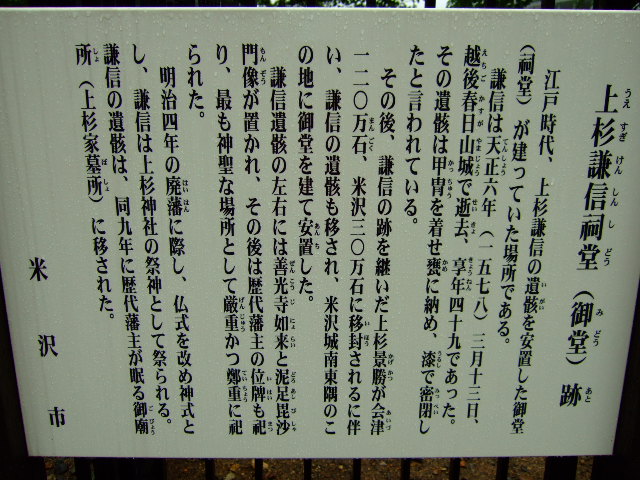 上杉謙信祠堂（御堂）跡
江戸時代、上杉謙信の遺骸を安置した御堂
（祠堂）が建っていた場所である。
謙信は天正六年（一五七八）三月十三日、
越後春日山城で逝去、享年四十九であった。
その遺骸は甲冑を着せ甕に納め、漆で密閉し
たと言われている。
その後、謙信の跡を継いだ上杉景勝が会津
一二〇万石、米沢三〇万石に移封されるに伴
い、謙信の遺骸も移され、米沢城南東隅のこ
の地に御堂を建て安置した。
謙信遺骸の左右には善光寺如来と泥足毘沙
門像が置かれ、その後は歴代藩主の位牌も祀
り、最も神聖な場所として厳重かつ鄭重に祀
られた。
明治四年の廃藩に際し、仏式を改め神式と
し、謙信は上杉神社の祭神として祭られる。
謙信の遺骸は、同九年に歴代藩主が眠る御廟
所（上杉家墓所）に移された。
米沢市